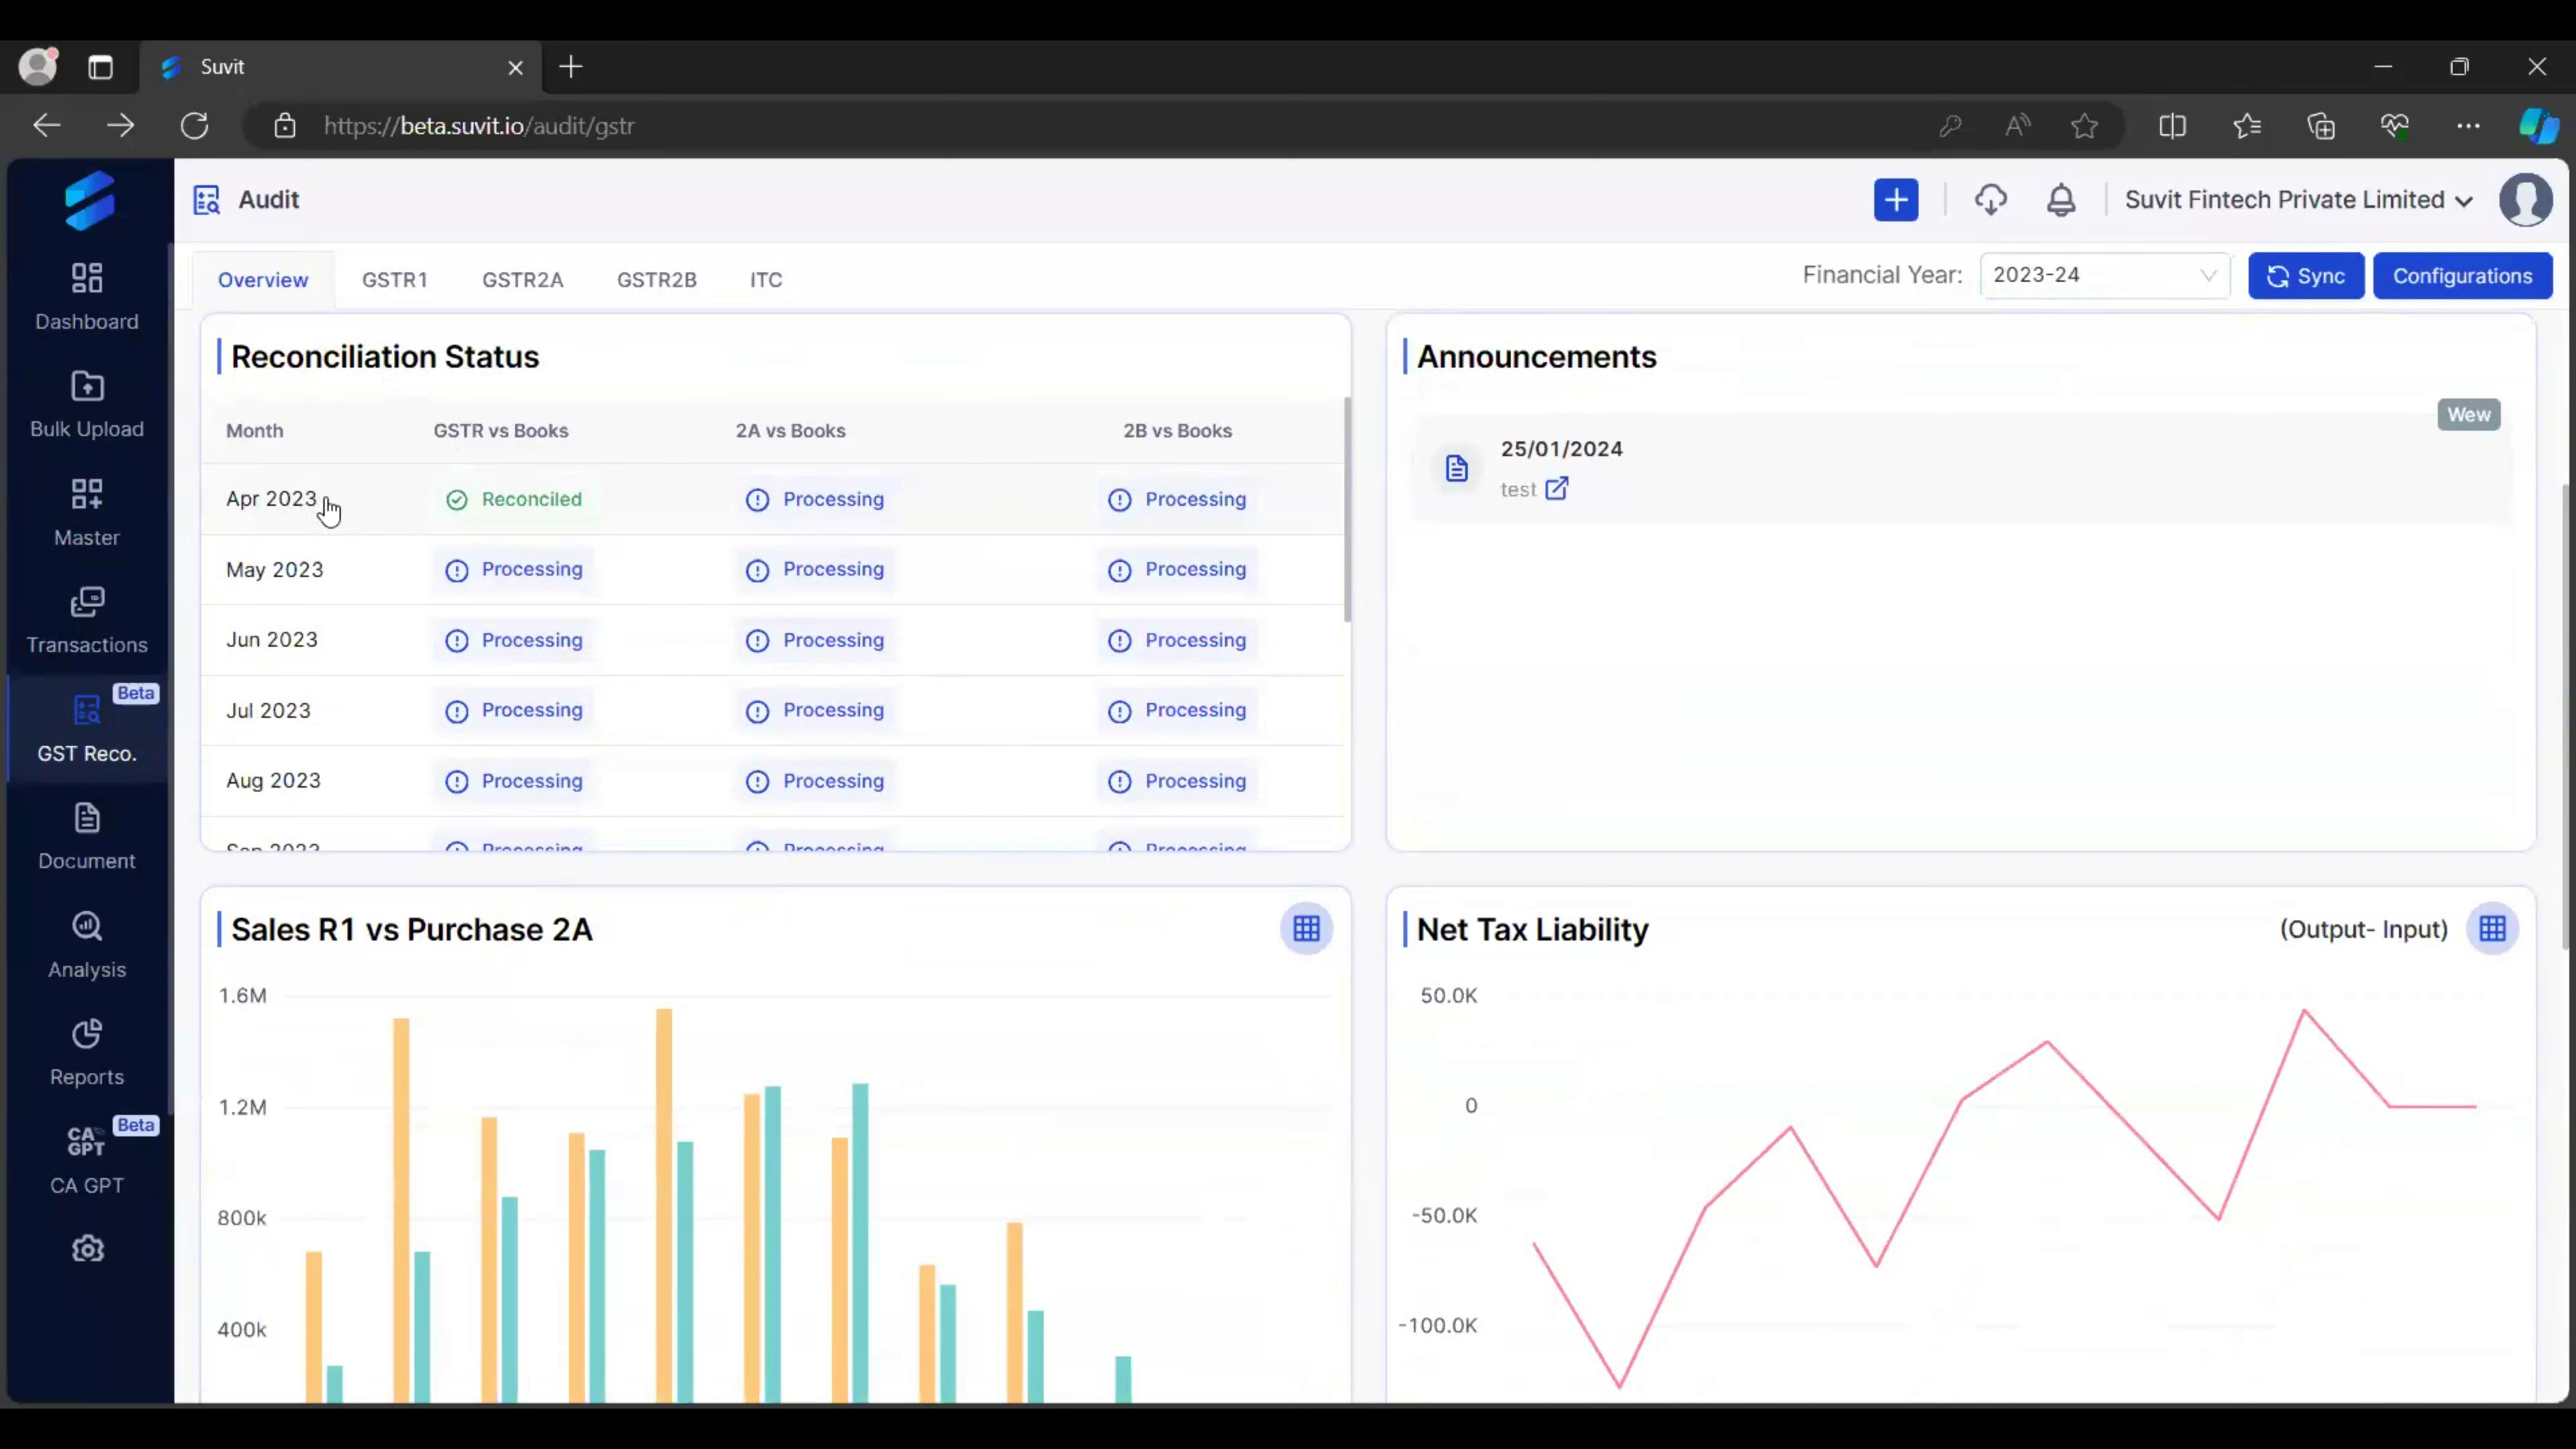 Suvit
https://beta.suvit.io/audit/gstr
Audit
Suvit Fintech Private Limited
Overview GSTR1 GSTR2A GSTR2B ITC
Financial Year: 2023-24 Sync Configurations
Dashboard
Bulk Upload
Master
Transactions
Beta
GST Reco.
Document
Analysis
Reports
Beta
CA GPT
CA GPT
Reconciliation Status
Month GSTR vs Books 2A vs Books 2B vs Books
Apr 2023 Reconciled Processing Processing
May 2023 Processing Processing Processing
Jun 2023 Processing Processing Processing
Jul 2023 Processing Processing Processing
Aug 2023 Processing Processing Processing
Sep 2023 Processing Processing Processing
Announcements
Wew
25/01/2024
test
Sales R1 vs Purchase 2A
1.6M
1.2M
800k
400k
Net Tax Liability (Output- Input)
50.0K
0
-50.0K
-100.0K